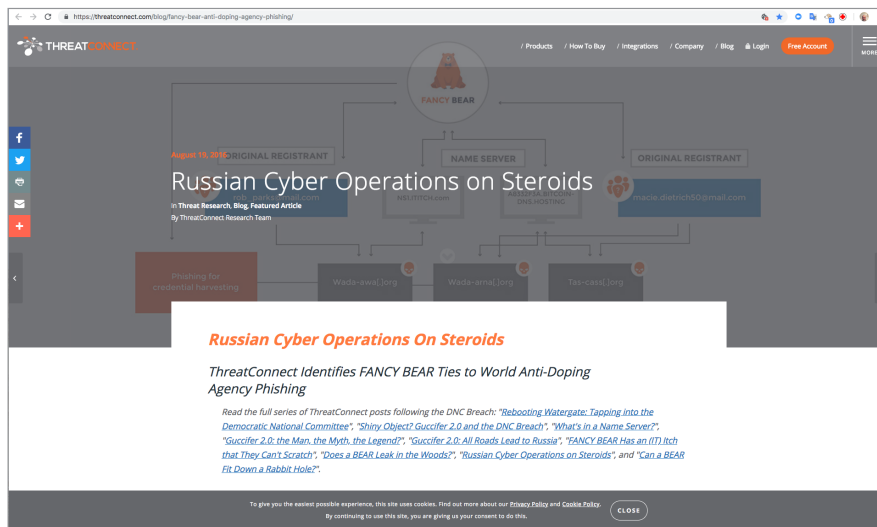 https://threatconnect.com/blog/fancy-bear-anti-doping-agency-phishing/
THREATCONNECT
/ Products / How To Buy / Integrations / Company / Blog Login Free Account
MORE
FANCY BEAR
August 19, 2016
ORIGINAL REGISTRANT NAME SERVER ORIGINAL REGISTRANT
Russian Cyber Operations on Steroids
rob_parks@mail.com macie.dietrich50@mail.com
DNS.HOSTING
In Threat Research, Blog, Featured Article
By ThreatConnect Research Team
Phishing for
credential harvesting
Wada-awa[.]org Wada-arna[.]org Tas-cass[.]org
Russian Cyber Operations On Steroids
ThreatConnect Identifies FANCY BEAR Ties to World Anti-Doping
Agency Phishing
Read the full series of ThreatConnect posts following the DNC Breach: "Rebooting Watergate: Tapping into the
Democratic National Committee", "Shiny Object? Guccifer 2.0 and the DNC Breach", "What's in a Name Server?",
"Guccifer 2.0: the Man, the Myth, the Legend?", "Guccifer 2.0: All Roads Lead to Russia", "FANCY BEAR Has an (IT) Itch
that They Can't Scratch", "Does a BEAR Leak in the Woods?", "Russian Cyber Operations on Steroids", and "Can a BEAR
Fit Down a Rabbit Hole?".
To give you the easiest possible experience, this site uses cookies. Find out more about our Privacy Policy and Cookie Policy.
By continuing to use this site, you are giving us your consent to do this.
CLOSE